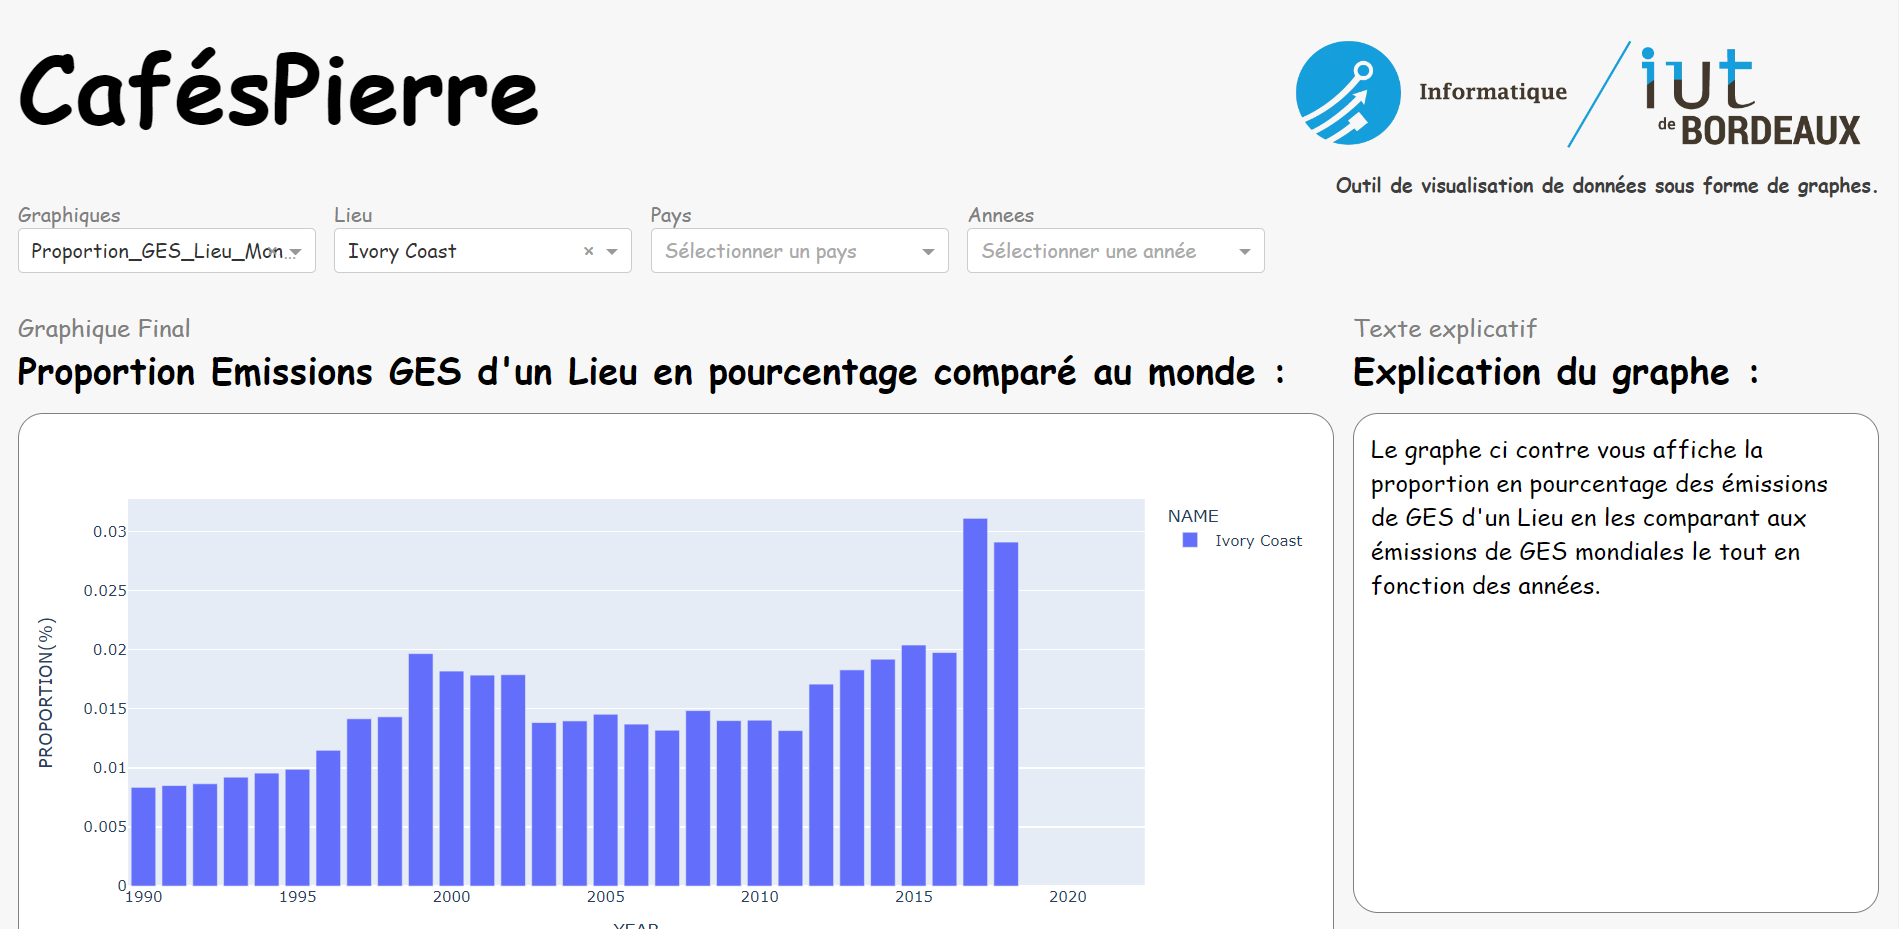 CafésPierre
Informatique
iut
de BORDEAUX
Outil de visualisation de données sous forme de graphes.
Graphiques
Lieu
Pays
Annees
Proportion_GES_Lieu_Mon...
Ivory Coast
Sélectionner un pays
Sélectionner une année
Graphique Final
Proportion Emissions GES d'un Lieu en pourcentage comparé au monde :
Texte explicatif
Explication du graphe :
Le graphe ci contre vous affiche la
proportion en pourcentage des émissions
de GES d'un Lieu en les comparant aux
émissions de GES mondiales le tout en
fonction des années.
NAME
Ivory Coast
PROPORTION(%)
0.03
0.025
0.02
0.015
0.01
0.005
0
1990
1995
2000
2005
2010
2015
2020
YEAR